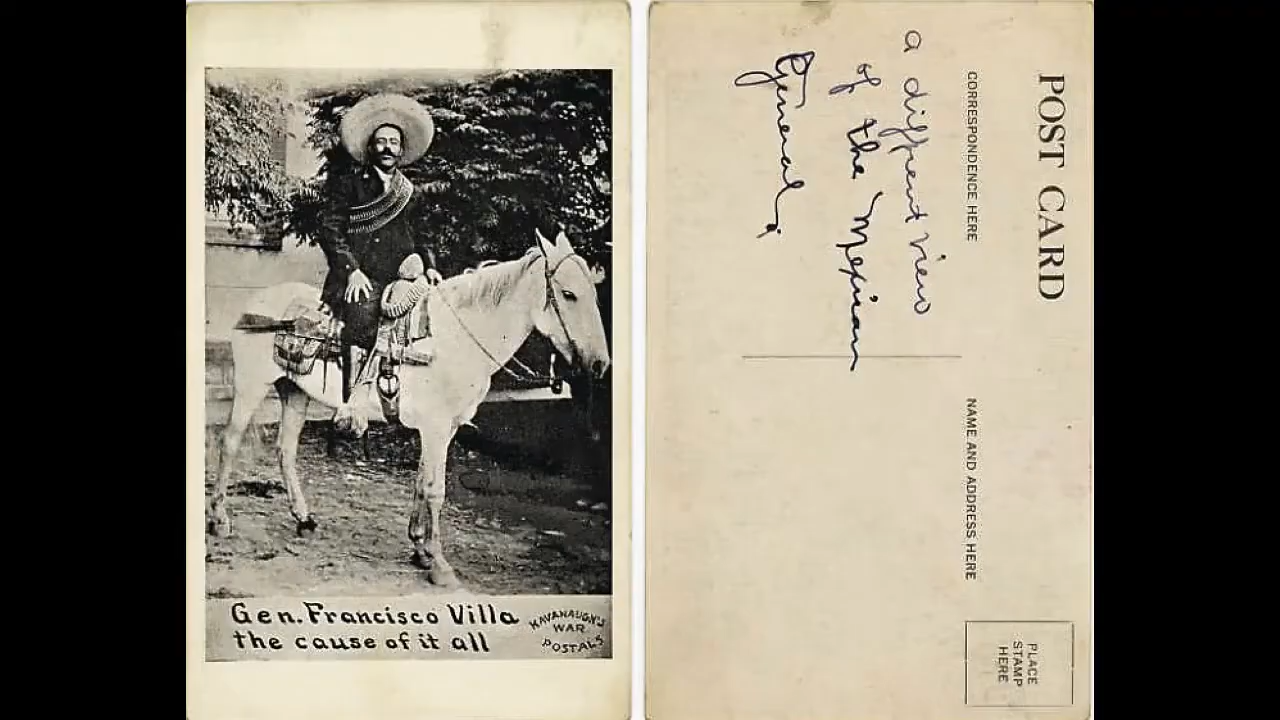 Gen. Francisco Villa
the cause of it all
KAVANAUGH'S
WAR
POSTALS
POST CARD
CORRESPONDENCE HERE
NAME AND ADDRESS HERE
PLACE
STAMP
HERE
a different view
of the Mexican
General.